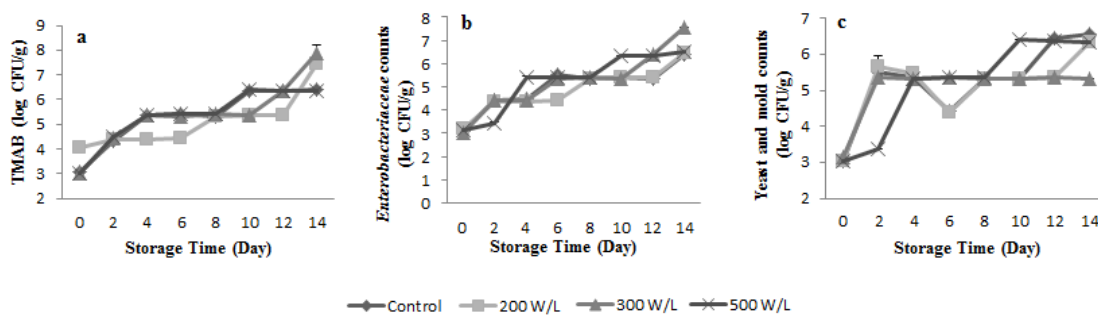 a
TMAB (log CFU/g)
9
8
7
6
5
4
3
2
0 2 4 6 8 10 12 14
Storage Time (Day)
b
Enterobacteriaceae counts
(log CFU/g)
8
7
6
5
4
3
2
1
0
0 2 4 6 8 10 12 14
Storage Time (Day)
c
Yeast and mold counts
(log CFU/g)
7
6
5
4
3
2
0 2 4 6 8 10 12 14
Storage Time (Day)
Control 200 W/L 300 W/L 500 W/L